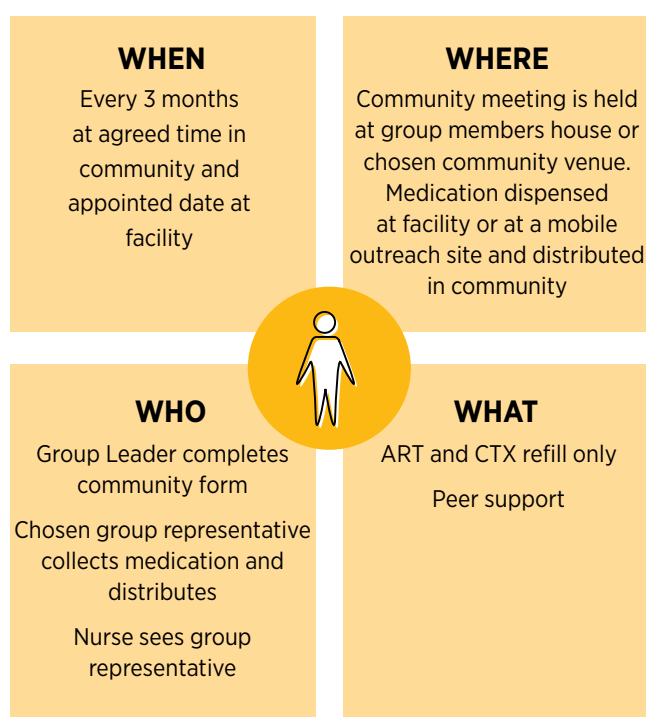 WHEN
Every 3 months
at agreed time in
community and
appointed date at
facility
WHERE
Community meeting is held
at group members house or
chosen community venue.
Medication dispensed
at facility or at a mobile
outreach site and distributed
in community
WHO
Group Leader completes
community form
Chosen group representative
collects medication and
distributes
Nurse sees group
representative
WHAT
ART and CTX refill only
Peer support